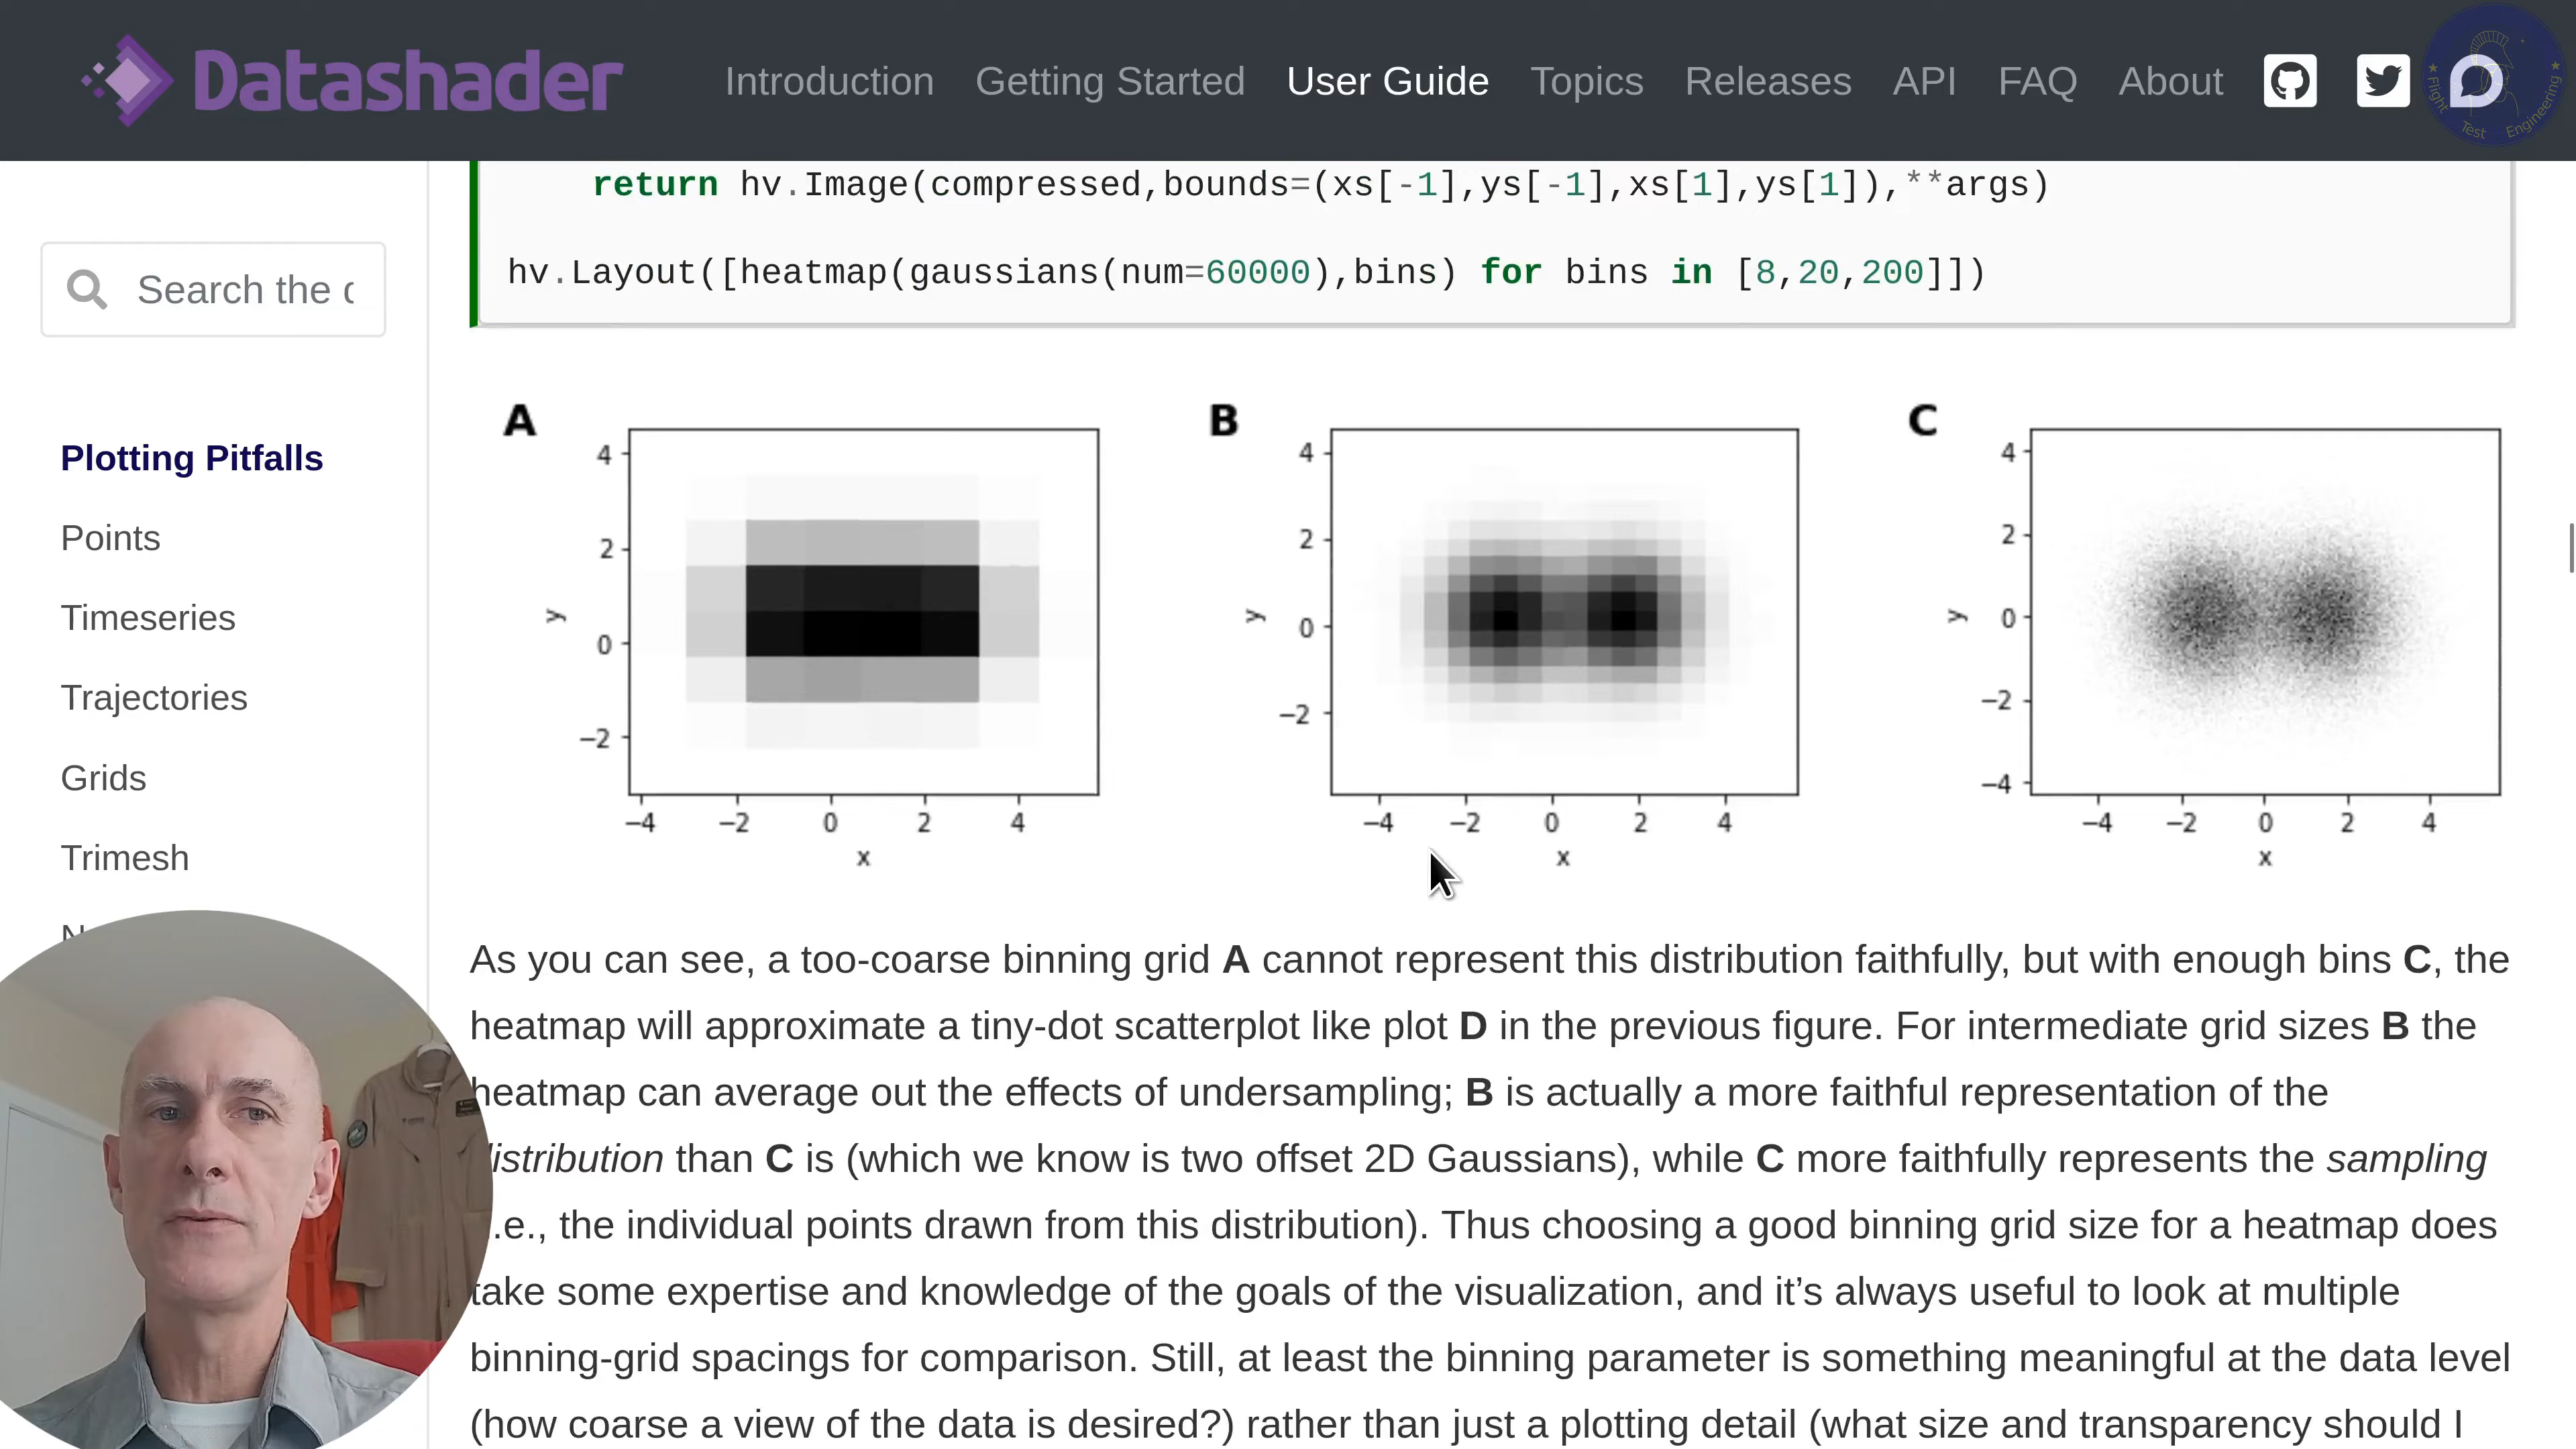 Datashader
Introduction Getting Started User Guide Topics Releases API FAQ About
Flight Test Engineering
return hv.Image(compressed,bounds=(xs[-1],ys[-1],xs[1],ys[1]),**args)
hv.Layout([heatmap(gaussians(num=60000),bins) for bins in [8,20,200]])
Search the
Plotting Pitfalls
Points
Timeseries
Trajectories
Grids
Trimesh
A
4
2
0
−2
y
−4 −2 0 2 4
x
B
4
2
0
−2
y
−4 −2 0 2 4
x
C
4
2
0
−2
−4
y
−4 −2 0 2 4
x
As you can see, a too-coarse binning grid A cannot represent this distribution faithfully, but with enough bins C, the
heatmap will approximate a tiny-dot scatterplot like plot D in the previous figure. For intermediate grid sizes B the
heatmap can average out the effects of undersampling; B is actually a more faithful representation of the
distribution than C is (which we know is two offset 2D Gaussians), while C more faithfully represents the sampling
.e., the individual points drawn from this distribution). Thus choosing a good binning grid size for a heatmap does
take some expertise and knowledge of the goals of the visualization, and it's always useful to look at multiple
binning-grid spacings for comparison. Still, at least the binning parameter is something meaningful at the data level
(how coarse a view of the data is desired?) rather than just a plotting detail (what size and transparency should I